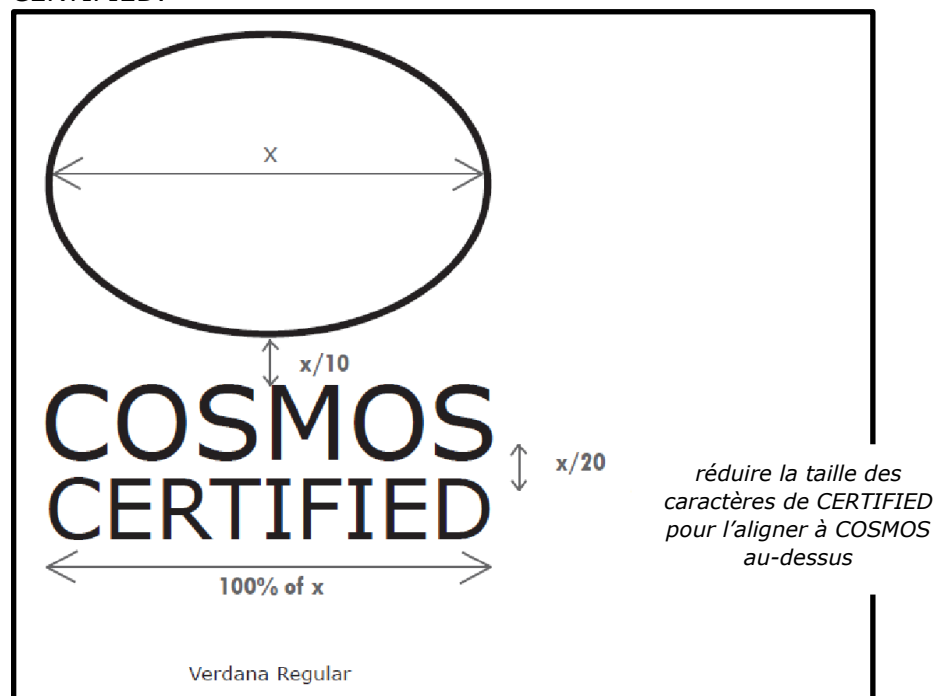 x
x/10
COSMOS
x/20
CERTIFIED
100% of x
réduire la taille des
caractères de CERTIFIED
pour l'aligner à COSMOS
au-dessus
Verdana Regular